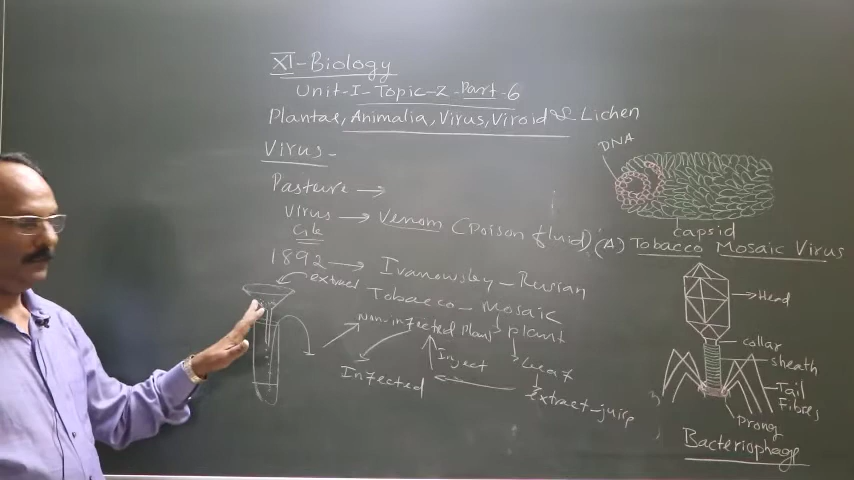 XI-Biology
Unit-I-Topic-2-Part-6
Plantae, Animalia, Virus, Viroid & Lichen
Virus-
Pasture →
Virus → Venom (Poison fluid)
1892 → Ivanowsky - Russian
extract
Tobacco - Mosaic
Non-infected Plant
plant
Inject
Leaf
Infected
extract-juice
DNA
capsid
(A) Tobacco Mosaic Virus
Head
collar
sheath
Tail
Fibres
Prong
Bacteriophage